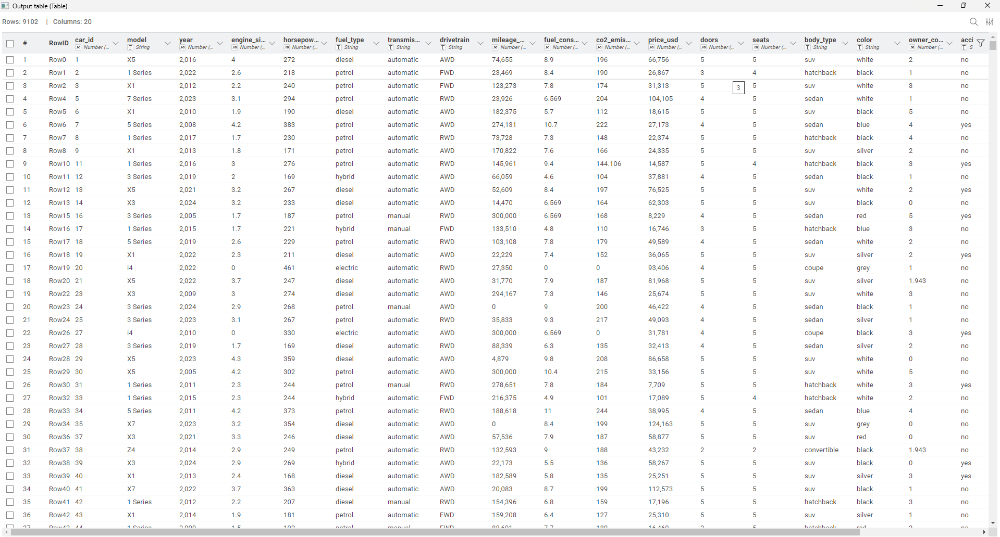 Output table (Table)
Rows: 9102 | Columns: 20
# RowID car_id model year engine_si... horsepow... fuel_type transmis... drivetrain mileage_... fuel_cons... co2_emis... price_usd doors seats body_type color owner_co... acci
Number (... String Number (... Number (... Number (... String String String Number (... Number (... Number (... Number (... Number (... Number (... String String Number (... S
1 Row0 1 X5 2,016 4 272 diesel automatic AWD 74,655 8.9 196 66,756 5 5 suv white 2 no
2 Row1 2 1 Series 2,022 2.6 218 petrol automatic FWD 23,469 8.4 190 26,867 3 4 hatchback black 1 no
3 Row2 3 X1 2,012 2.2 240 petrol automatic FWD 123,273 7.8 174 31,313 5 5 suv white 3 no
3
4 Row4 5 7 Series 2,023 3.1 294 petrol automatic RWD 23,926 6.569 204 104,105 4 5 sedan white 1 no
5 Row5 6 X1 2,010 1.9 190 diesel automatic AWD 182,375 5.7 112 18,615 5 5 suv black 5 no
6 Row6 7 5 Series 2,008 4.2 383 petrol automatic AWD 274,131 10.7 222 27,173 4 5 sedan blue 4 yes
7 Row7 8 1 Series 2,017 1.7 230 petrol automatic RWD 73,728 7.3 148 22,374 5 5 hatchback black 4 no
8 Row8 9 X1 2,013 1.8 171 petrol automatic AWD 170,822 7.6 166 24,335 5 5 suv silver 2 no
9 Row10 11 1 Series 2,016 3 276 petrol automatic RWD 145,961 9.4 144.106 14,587 5 4 hatchback black 3 yes
10 Row11 12 3 Series 2,019 2 169 hybrid automatic AWD 66,059 4.6 104 37,881 4 5 sedan black 1 no
11 Row12 13 X5 2,021 3.2 267 diesel automatic AWD 52,609 8.4 197 76,525 5 5 suv white 2 yes
12 Row13 14 X3 2,024 3.2 233 diesel automatic AWD 14,470 6.569 164 62,303 5 5 suv black 0 no
13 Row15 16 3 Series 2,005 1.7 187 petrol manual RWD 300,000 6.569 168 8,229 4 5 sedan red 5 yes
14 Row16 17 1 Series 2,015 1.7 221 hybrid manual FWD 133,510 4.8 110 16,746 3 5 hatchback blue 3 no
15 Row17 18 5 Series 2,019 2.6 229 petrol automatic RWD 103,108 7.8 179 49,589 4 5 sedan white 2 no
16 Row18 19 X1 2,022 2.3 211 diesel automatic AWD 22,229 7.4 152 36,065 5 5 suv silver 2 yes
17 Row19 20 i4 2,022 0 461 electric automatic RWD 27,350 0 0 93,406 4 5 coupe grey 1 no
18 Row20 21 X5 2,022 3.7 247 diesel automatic AWD 31,770 7.9 187 81,968 5 5 suv silver 1.943 no
19 Row22 23 X3 2,009 3 274 diesel automatic AWD 294,167 7.3 146 25,674 5 5 suv white 3 no
20 Row23 24 3 Series 2,024 2.9 268 petrol manual AWD 0 9 200 46,422 4 5 sedan black 1 no
21 Row24 25 3 Series 2,023 3.1 267 petrol automatic RWD 35,833 9.3 217 49,093 4 5 sedan silver 1 no
22 Row26 27 i4 2,010 0 330 electric automatic AWD 300,000 6.569 0 31,781 4 5 coupe black 3 yes
23 Row27 28 3 Series 2,019 1.7 169 diesel automatic RWD 88,339 6.3 135 32,413 4 5 sedan silver 2 no
24 Row28 29 X5 2,023 4.3 359 diesel automatic AWD 4,879 9.8 208 86,658 5 5 suv white 0 no
25 Row29 30 X5 2,005 4.2 302 petrol automatic AWD 300,000 10.4 215 33,156 5 5 suv white 5 no
26 Row30 31 1 Series 2,011 2.3 244 petrol manual RWD 278,651 7.8 184 7,709 5 5 hatchback white 3 yes
27 Row32 33 1 Series 2,015 2.3 244 hybrid automatic FWD 216,375 4.9 101 17,089 5 4 hatchback white 2 no
28 Row33 34 5 Series 2,011 4.2 373 petrol automatic RWD 188,618 11 244 38,995 4 5 sedan blue 4 no
29 Row34 35 X7 2,023 3.2 354 diesel automatic AWD 0 8.4 199 124,163 5 5 suv grey 0 no
30 Row36 37 X3 2,021 3.3 246 diesel automatic AWD 57,536 7.9 187 58,877 5 5 suv red 0 no
31 Row37 38 Z4 2,014 2.9 249 petrol automatic RWD 132,593 9 188 43,232 2 2 convertible black 1.943 no
32 Row38 39 X3 2,024 2.9 269 hybrid automatic AWD 22,173 5.5 136 58,267 5 5 suv black 0 yes
33 Row39 40 X1 2,013 2.4 168 diesel automatic AWD 182,589 5.8 135 25,251 5 5 suv silver 3 yes
34 Row40 41 X7 2,022 3.7 363 diesel automatic AWD 20,083 8.7 199 112,573 5 5 suv black 1 no
35 Row41 42 1 Series 2,012 2.2 207 diesel manual RWD 154,396 6.8 159 17,196 5 5 hatchback black 3 no
36 Row42 43 X1 2,014 1.9 181 petrol automatic FWD 159,208 6.4 127 25,310 5 5 suv silver 1 no